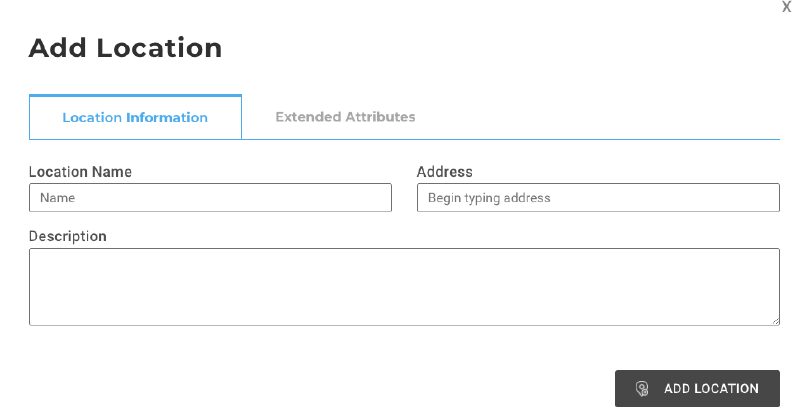 X
Add Location
Location Information Extended Attributes
Location Name Address
Name Begin typing address
Description
ADD LOCATION